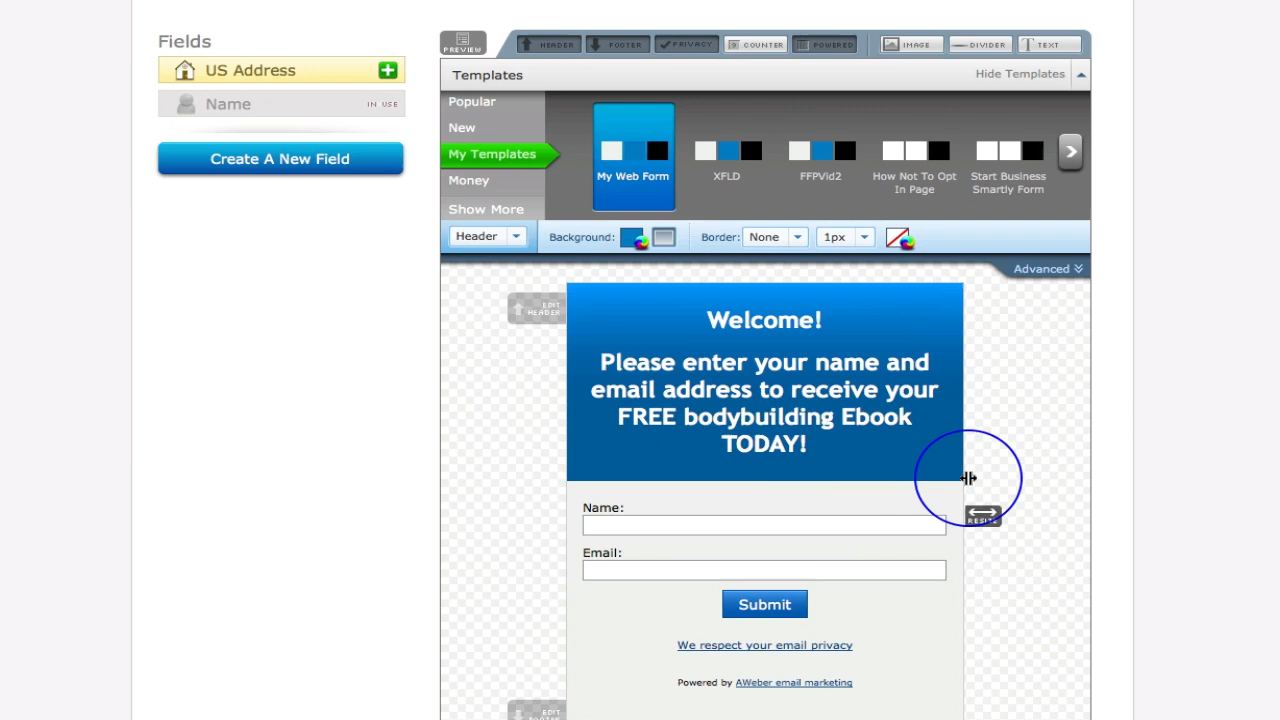 Fields
US Address
Name
IN USE
Create A New Field
PREVIEW
HEADER
FOOTER
PRIVACY
COUNTER
POWERED
IMAGE
DIVIDER
TEXT
Templates
Hide Templates
Popular
New
My Templates
Money
Show More
My Web Form
XFLD
FFPVid2
How Not To Opt
In Page
Start Business
Smartly Form
Header
Background:
Border:
None
1px
Advanced
EDIT
HEADER
Welcome!
Please enter your name and
email address to receive your
FREE bodybuilding Ebook
TODAY!
RESIZE
Name:
Email:
Submit
We respect your email privacy
Powered by AWeber email marketing
EDIT
FOOTER